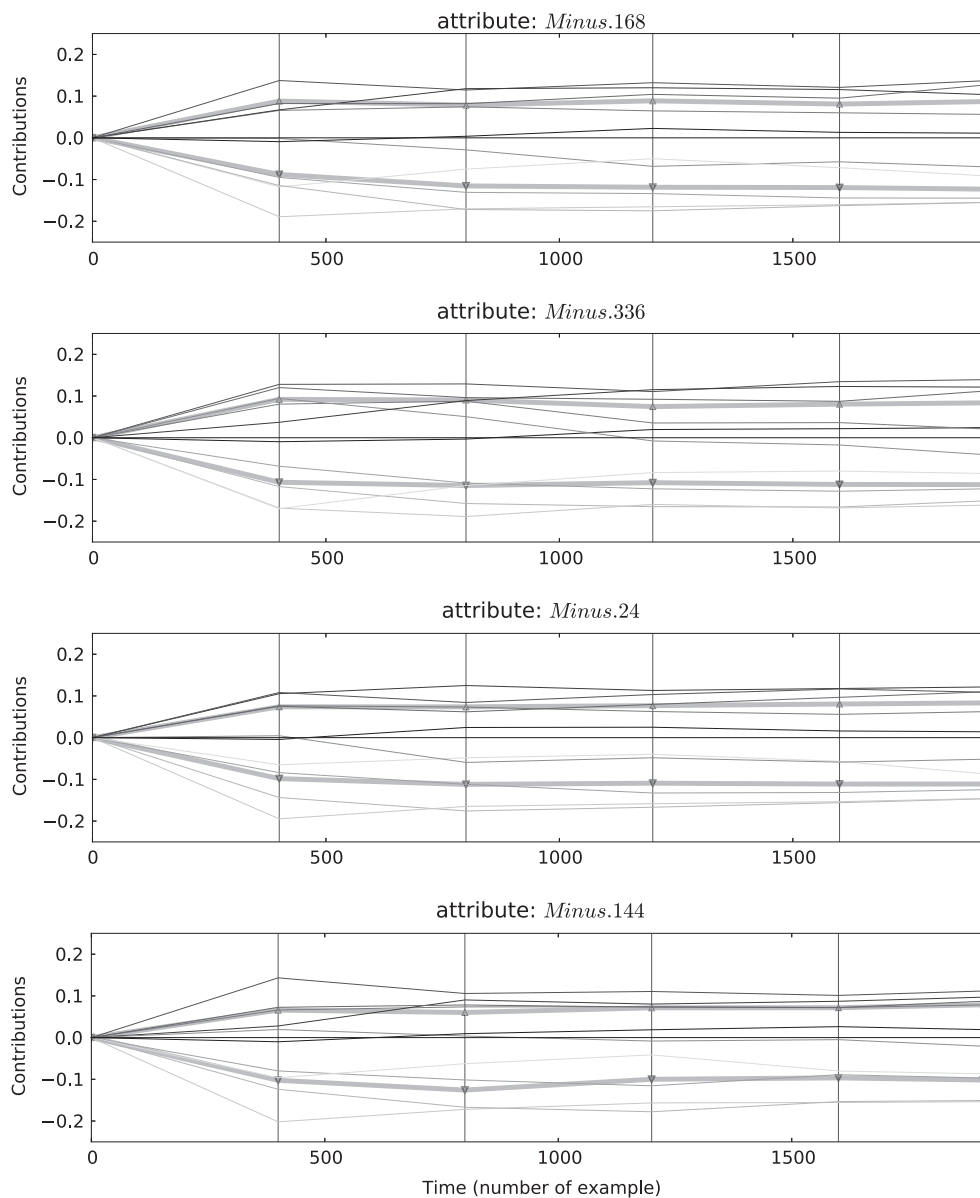 attribute: Minus.168
0.2
0.1
0.0
−0.1
−0.2
Contributions
0 500 1000 1500
attribute: Minus.336
0.2
0.1
0.0
−0.1
−0.2
Contributions
0 500 1000 1500
attribute: Minus.24
0.2
0.1
0.0
−0.1
−0.2
Contributions
0 500 1000 1500
attribute: Minus.144
0.2
0.1
0.0
−0.1
−0.2
Contributions
0 500 1000 1500
Time (number of example)